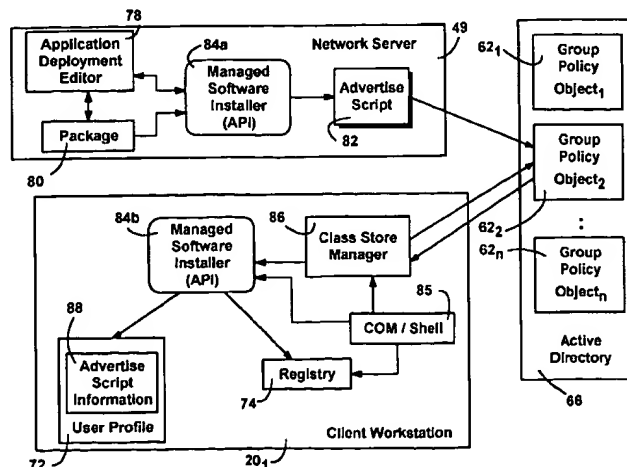 78
Application
Deployment
Editor
84a
Managed
Software
Installer
(API)
Network Server
49
Advertise
Script
82
Package
80
62₁
Group
Policy
Object₁
Group
Policy
Object₂
62₂
⋮
62ₙ
Group
Policy
Objectₙ
Active
Directory
66
84b
Managed
Software
Installer
(API)
86
Class Store
Manager
85
COM / Shell
88
Advertise
Script
Information
User Profile
72
Registry
74
Client Workstation
20₁